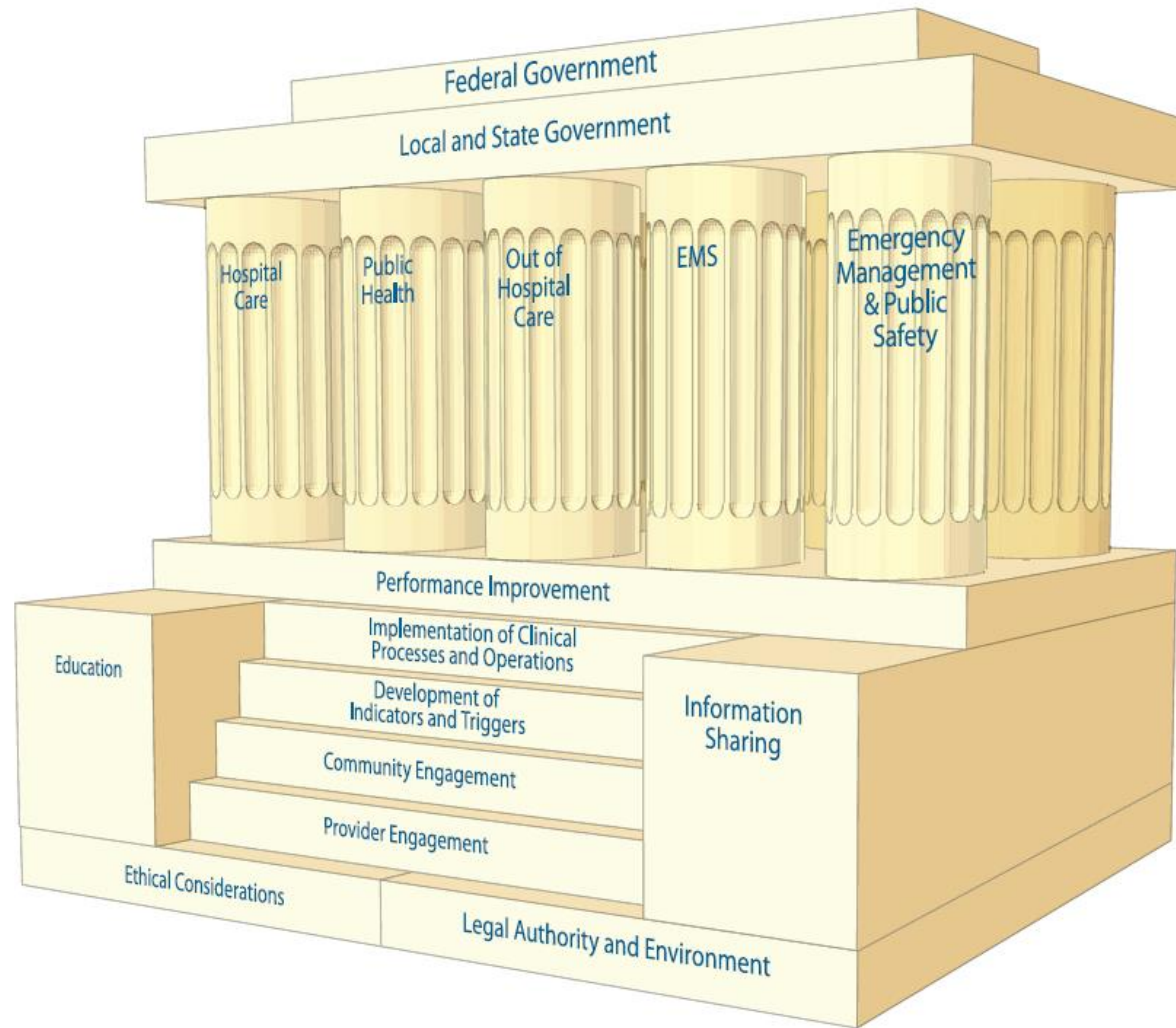 Federal Government
Local and State Government
Hospital
Care
Public
Health
Out of
Hospital
Care
EMS
Emergency
Management
& Public
Safety
Performance Improvement
Implementation of Clinical
Processes and Operations
Education
Development of
Indicators and Triggers
Information
Sharing
Community Engagement
Provider Engagement
Ethical Considerations
Legal Authority and Environment